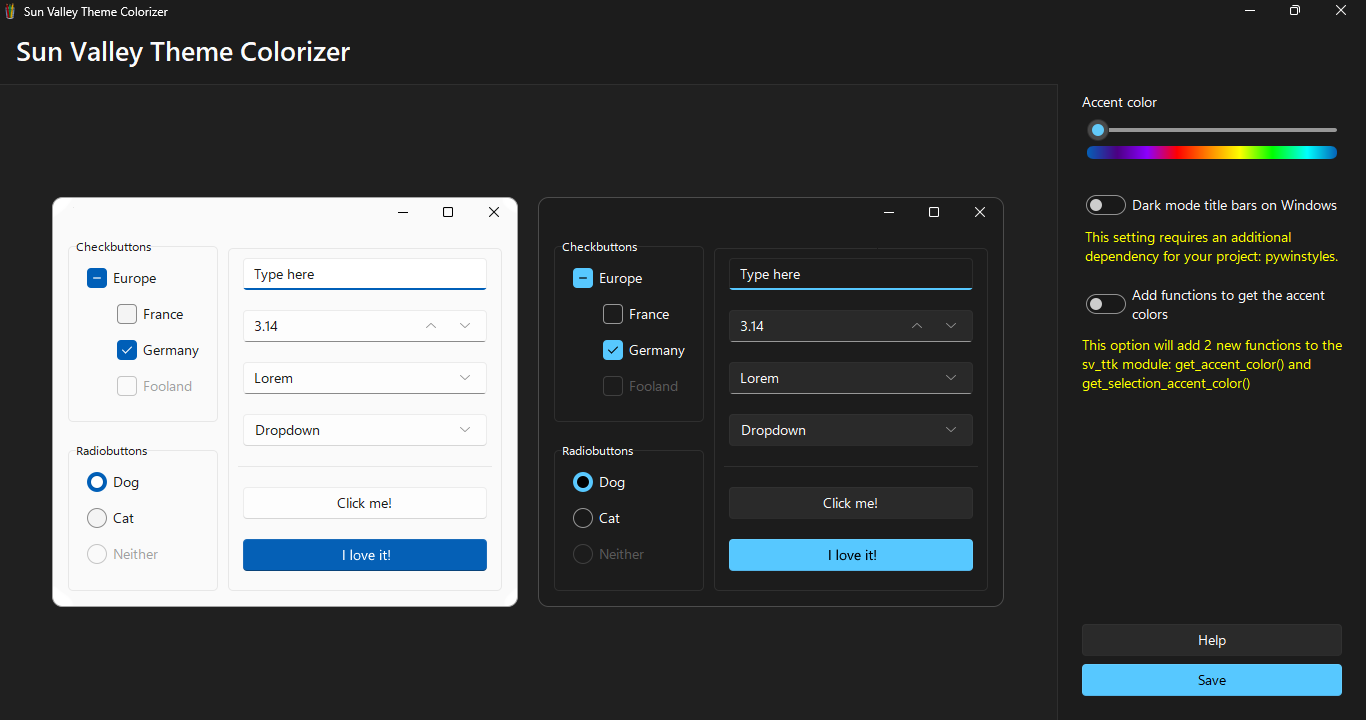 Sun Valley Theme Colorizer
Sun Valley Theme Colorizer
Checkbuttons
Europe
France
Germany
Fooland
Radiobuttons
Dog
Cat
Neither
Type here
3.14
Lorem
Dropdown
Click me!
I love it!
Checkbuttons
Europe
France
Germany
Fooland
Radiobuttons
Dog
Cat
Neither
Type here
3.14
Lorem
Dropdown
Click me!
I love it!
Accent color
Dark mode title bars on Windows
This setting requires an additional
dependency for your project: pywinstyles.
Add functions to get the accent
colors
This option will add 2 new functions to the
sv_ttk module: get_accent_color() and
get_selection_accent_color()
Help
Save